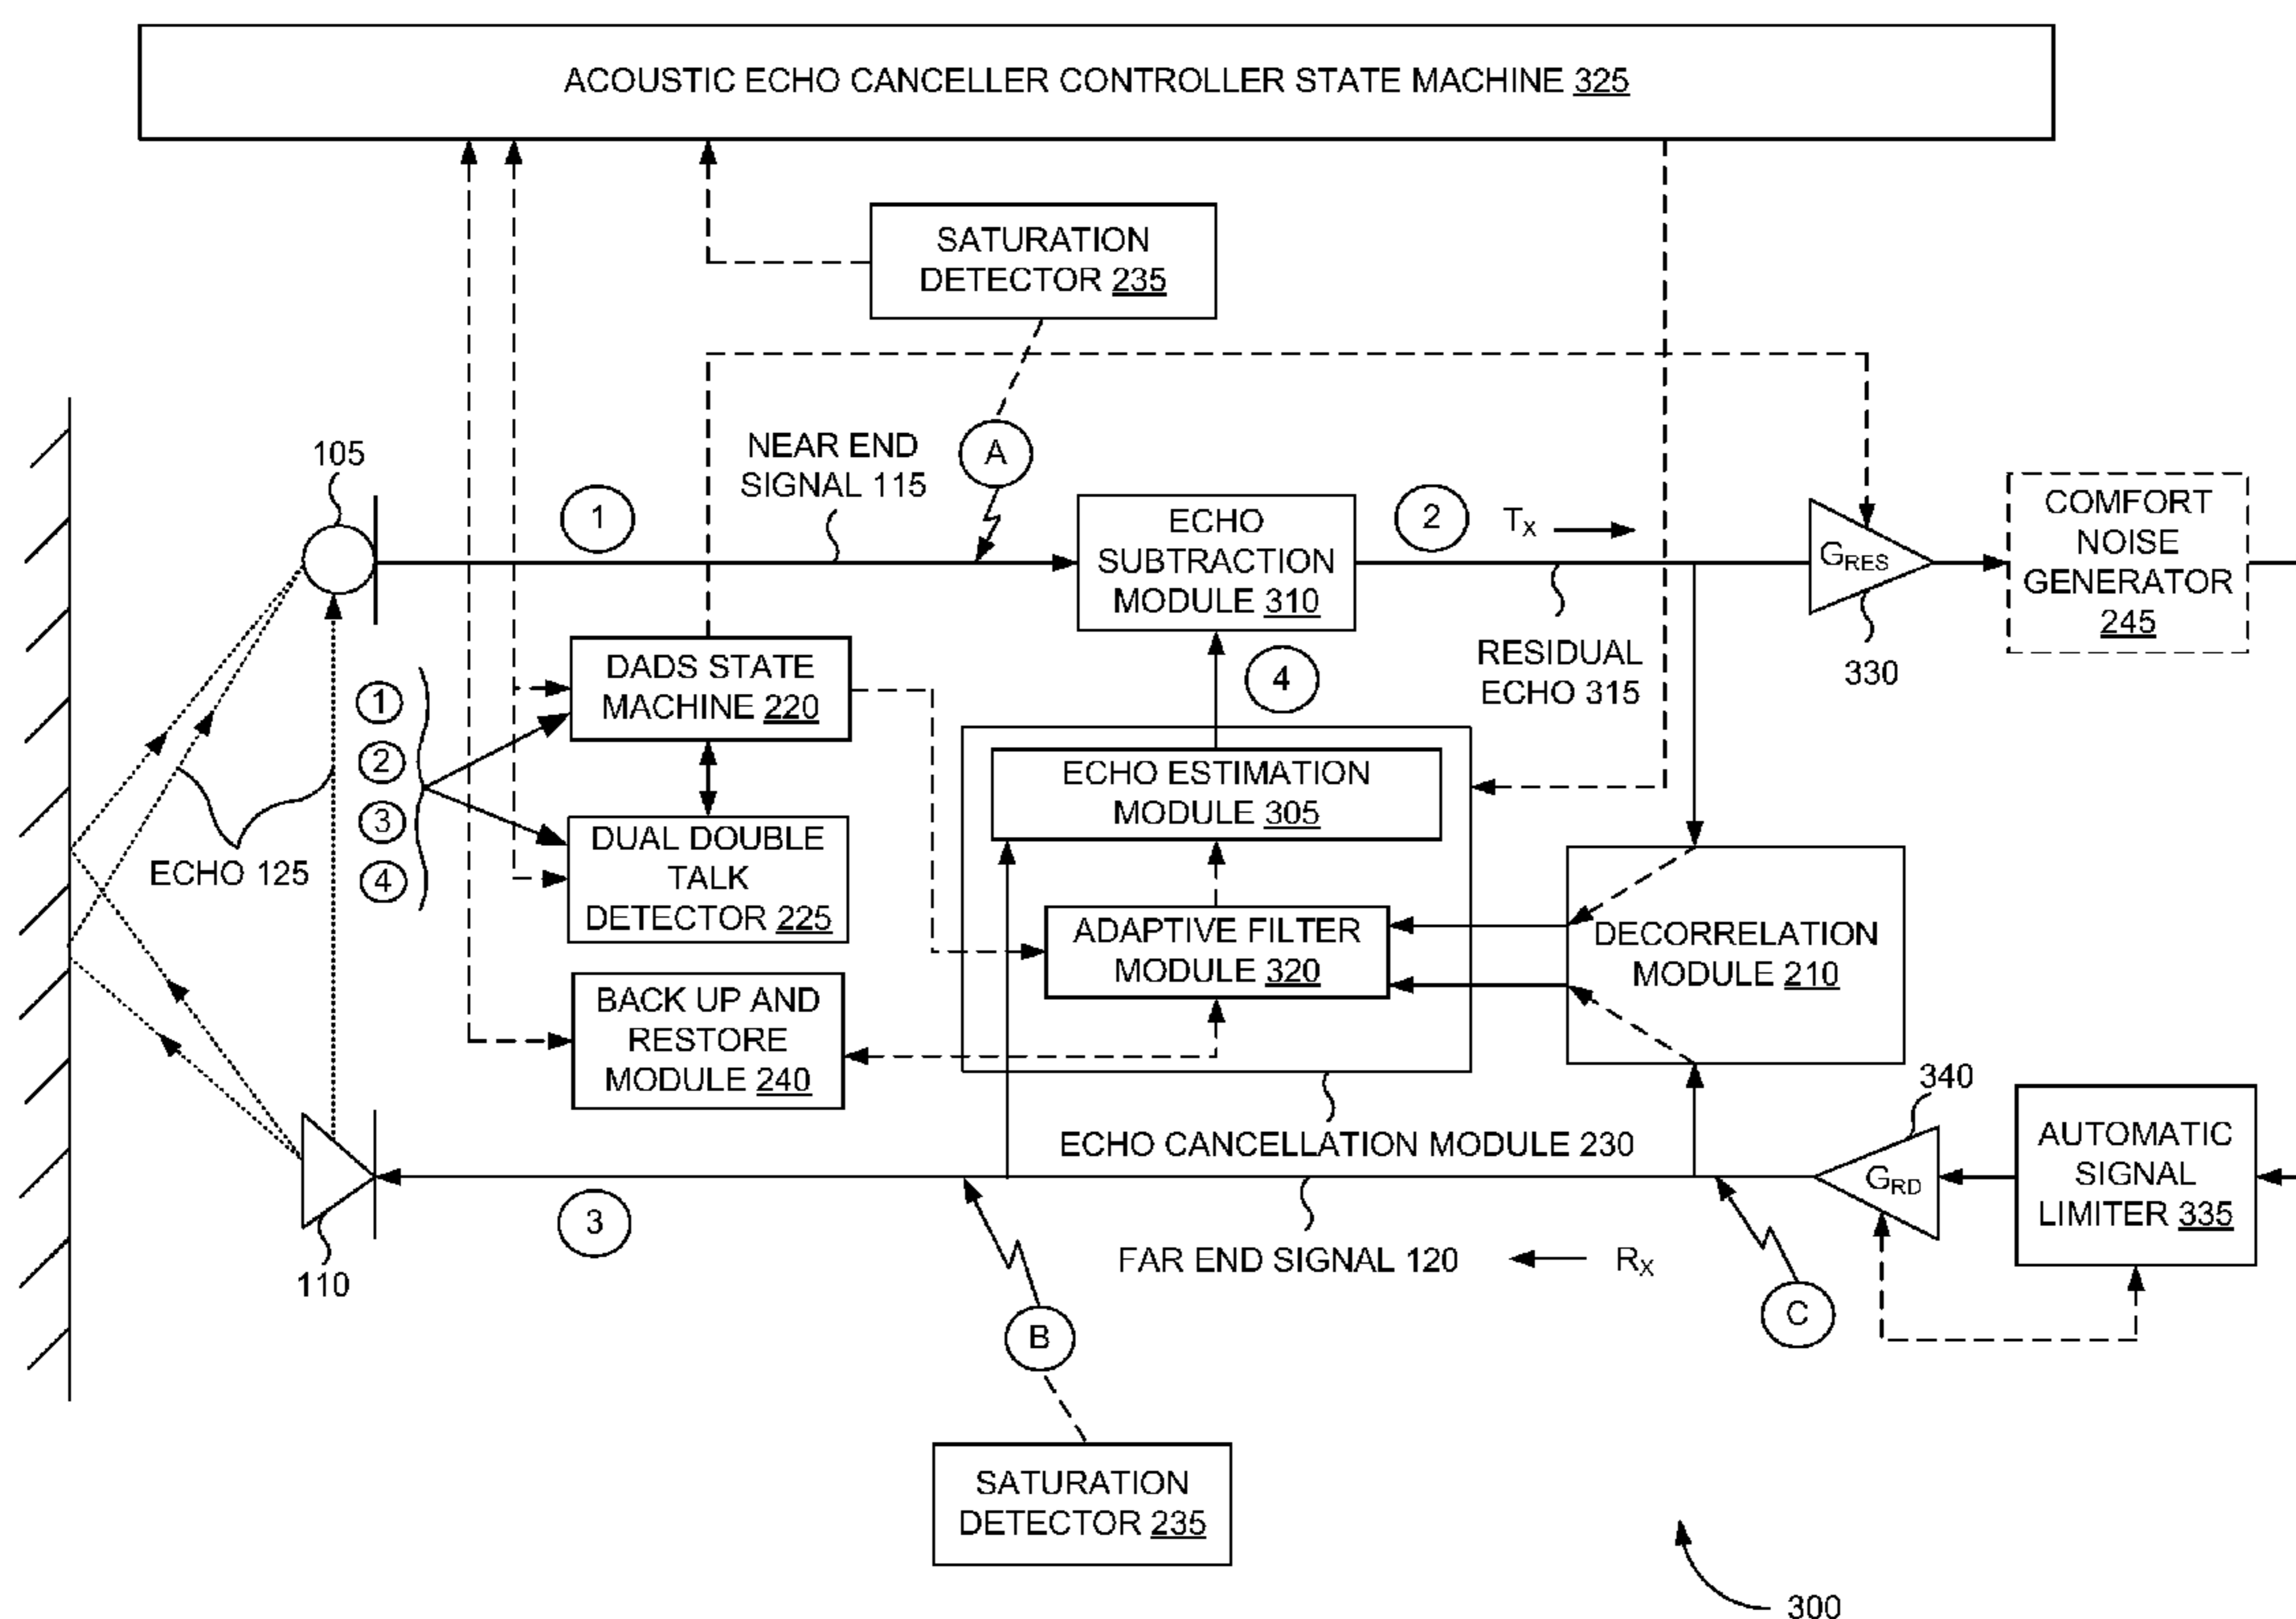 ACOUSTIC ECHO CANCELLER CONTROLLER STATE MACHINE 325
SATURATION
DETECTOR 235
A
NEAR END
SIGNAL 115
105
1
ECHO
SUBTRACTION
MODULE 310
2
TX
GRES
330
COMFORT
NOISE
GENERATOR
245
RESIDUAL
ECHO 315
4
DADS STATE
MACHINE 220
1
2
3
4
ECHO 125
DUAL DOUBLE
TALK
DETECTOR 225
BACK UP AND
RESTORE
MODULE 240
ECHO ESTIMATION
MODULE 305
ADAPTIVE FILTER
MODULE 320
DECORRELATION
MODULE 210
ECHO CANCELLATION MODULE 230
340
GRD
AUTOMATIC
SIGNAL
LIMITER 335
110
3
FAR END SIGNAL 120
RX
B
C
SATURATION
DETECTOR 235
300